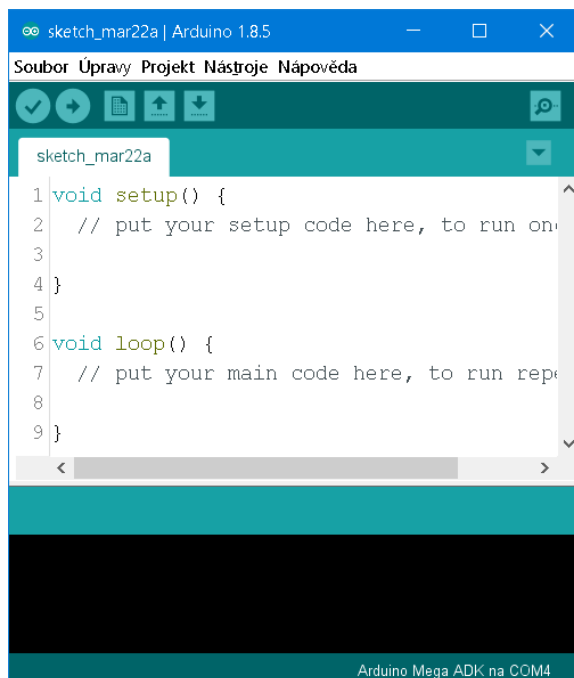 sketch_mar22a | Arduino 1.8.5
Soubor Úpravy Projekt Nástroje Nápověda
sketch_mar22a
1 void setup() {
2 // put your setup code here, to run on
3
4 }
5
6 void loop() {
7 // put your main code here, to run rep
8
9 }
Arduino Mega ADK na COM4